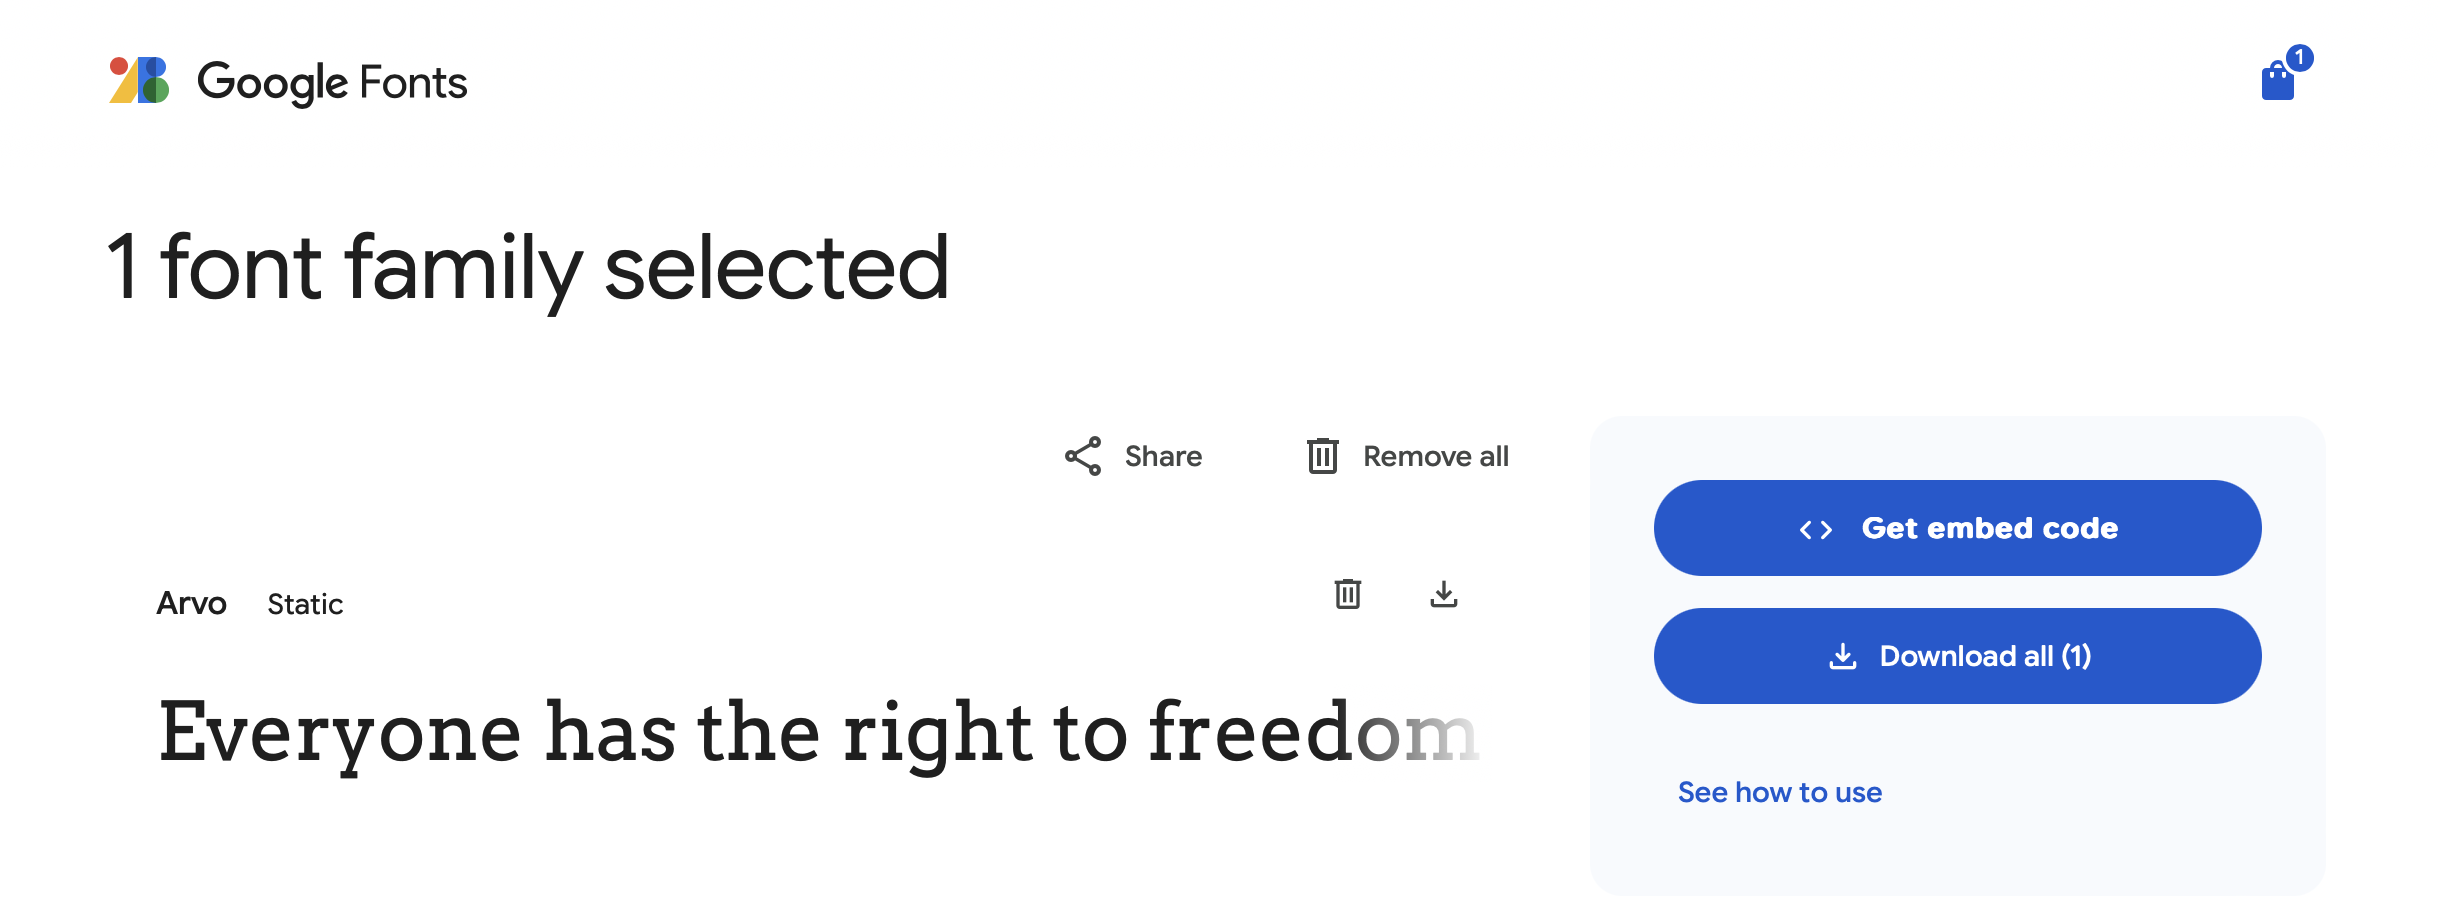 Google Fonts
1
1 font family selected
Share
Remove all
Get embed code
Arvo Static
Download all (1)
Everyone has the right to freedom
See how to use